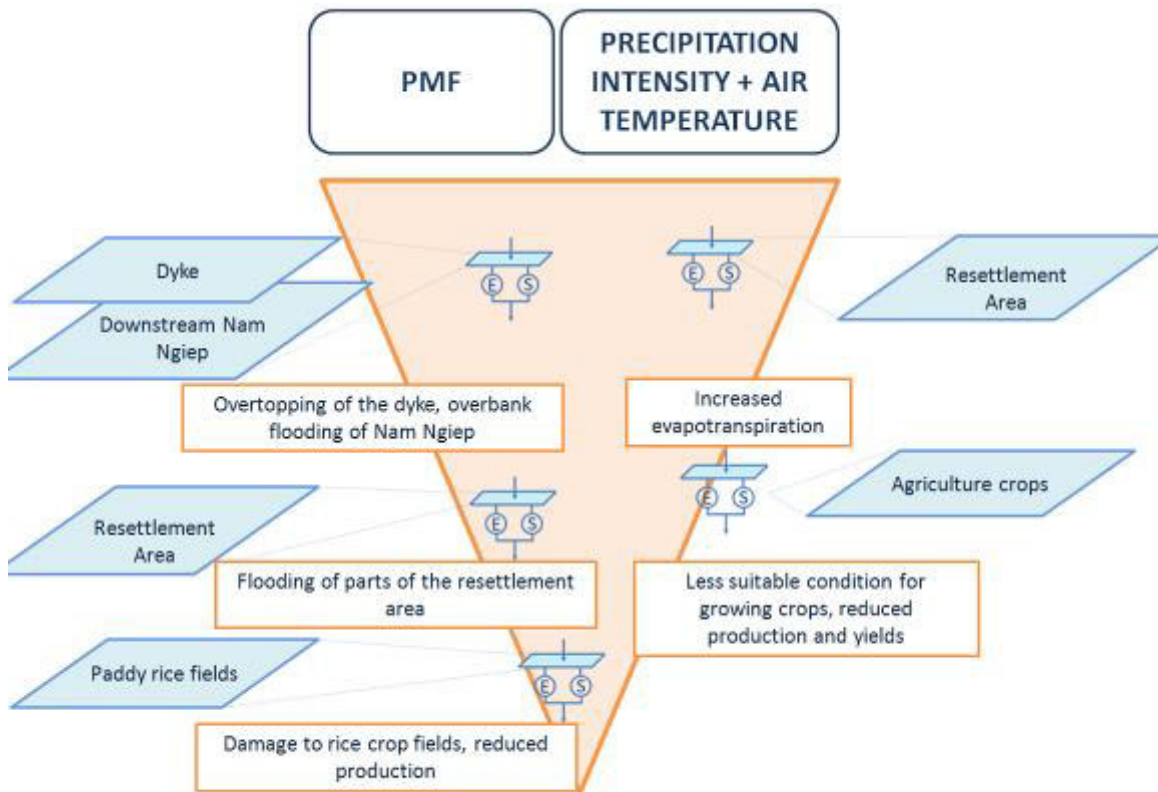 PMF
PRECIPITATION
INTENSITY + AIR
TEMPERATURE
Dyke
Downstream Nam
Ngiep
E S
E S
Resettlement
Area
Overtopping of the dyke, overbank
flooding of Nam Ngiep
Increased
evapotranspiration
Resettlement
Area
E S
E S
Agriculture crops
Flooding of parts of the resettlement
area
Less suitable condition for
growing crops, reduced
production and yields
Paddy rice fields
E S
Damage to rice crop fields, reduced
production